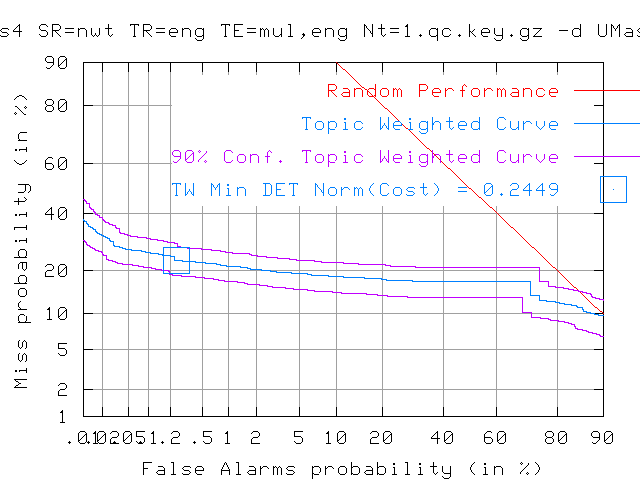 s4 SR=nwt TR=eng TE=mul,eng Nt=1.qc.key.gz -d UMas
90
80
60
40
20
10
5
2
1
Miss probability (in %)
Random Performance
Topic Weighted Curve
90% Conf. Topic Weighted Curve
TW Min DET Norm(Cost) = 0.2449
.5 1 2 5 10 20 40 60 80 90
False Alarms probability (in %)